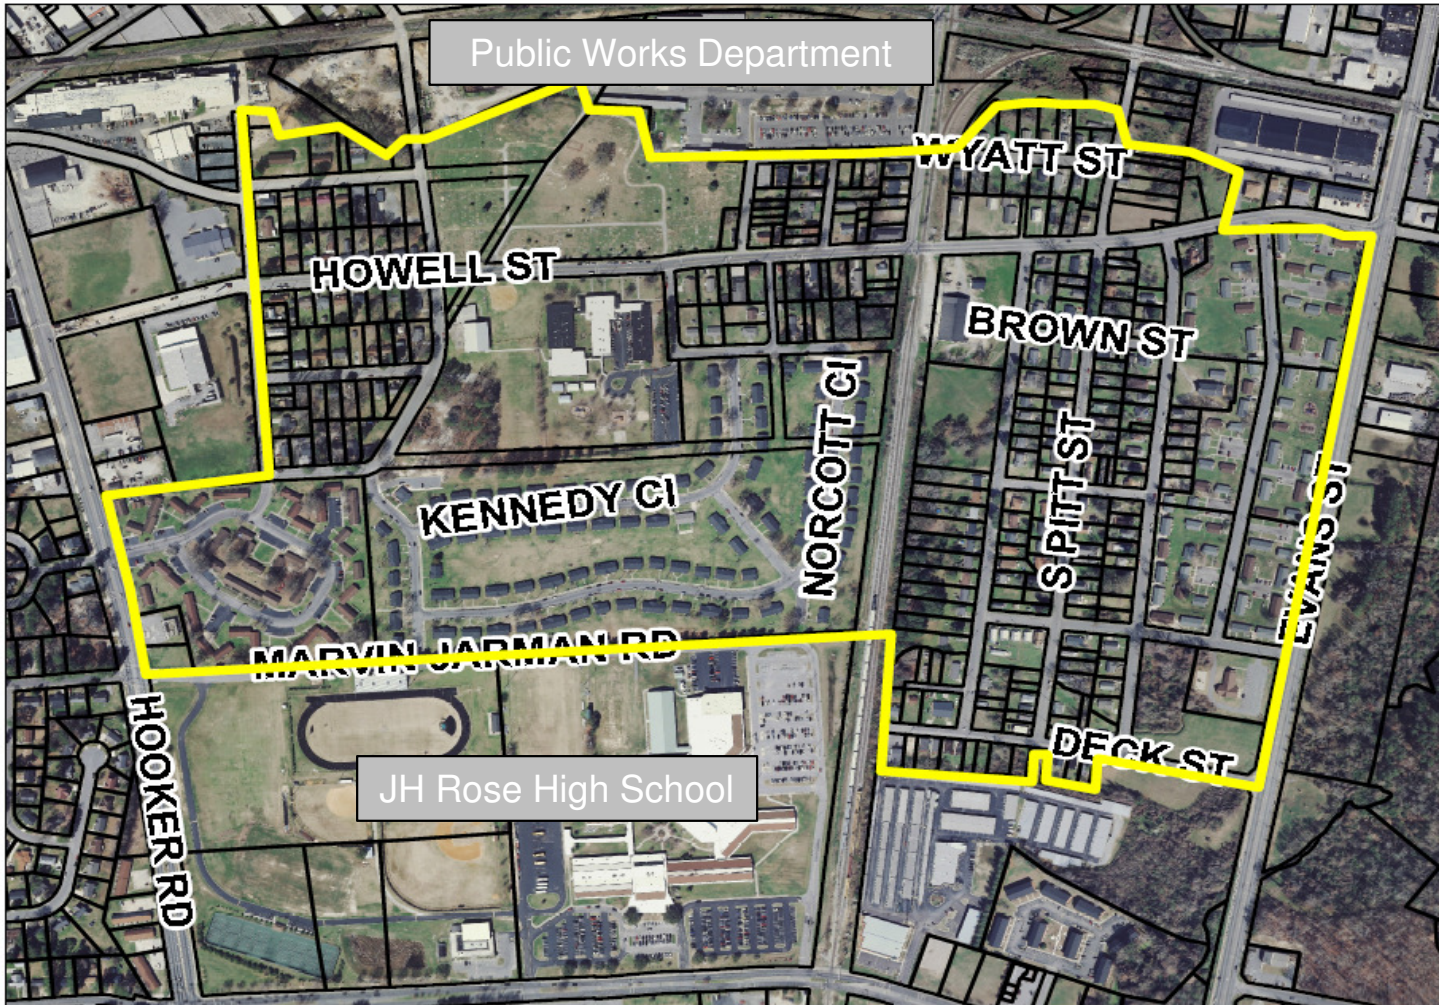 Public Works Department
WYATT ST
HOWELL ST
BROWN ST
NORCOTT CI
S PITT ST
KENNEDY CI
EVANS ST
MARVIN JARMAN RD
HOOKER RD
DECK ST
JH Rose High School